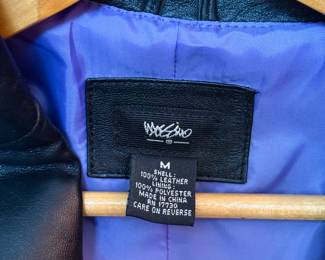 MOSSIMO
M
SHELL:
100% LEATHER
LINING:
100% POLYESTER
MADE IN CHINA
RN 17730
CARE ON REVERSE